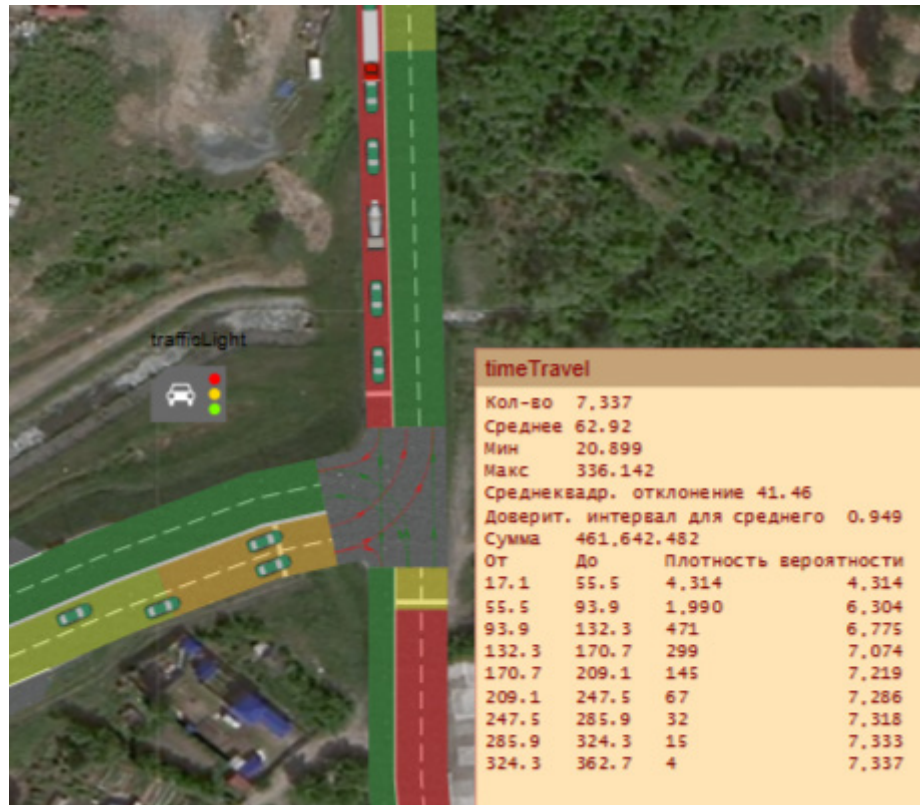 trafficLight
timeTravel
Кол-во 7,337
Среднее 62.92
Мин 20.899
Макс 336.142
Среднеквадр. отклонение 41.46
Доверит. интервал для среднего 0.949
Сумма 461,642.482
От До Плотность вероятности
17.1 55.5 4,314 4,314
55.5 93.9 1,990 6,304
93.9 132.3 471 6,775
132.3 170.7 299 7,074
170.7 209.1 145 7,219
209.1 247.5 67 7,286
247.5 285.9 32 7,318
285.9 324.3 15 7,333
324.3 362.7 4 7,337